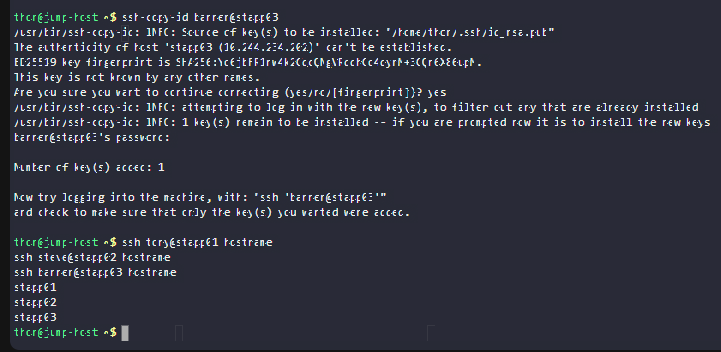 thor@jump-host ~$ ssh-copy-id banner@stapp03
/usr/bin/ssh-copy-id: INFO: Source of key(s) to be installed: "/home/thor/.ssh/id_rsa.pub"
The authenticity of host 'stapp03 (10.244.234.202)' can't be established.
ED25519 key fingerprint is
This key is not known by any other names.
Are you sure you want to continue connecting (yes/no/[fingerprint])? yes
/usr/bin/ssh-copy-id: INFO: attempting to log in with the new key(s), to filter out any that are already installed
/usr/bin/ssh-copy-id: INFO: 1 key(s) remain to be installed -- if you are prompted now it is to install the new keys
banner@stapp03's password:
Number of key(s) added: 1
Now try logging into the machine, with: "ssh 'banner@stapp03'"
and check to make sure that only the key(s) you wanted were added.
thor@jump-host ~$ ssh tony@stapp01 hostname
ssh steve@stapp02 hostname
ssh banner@stapp03 hostname
stapp01
stapp02
stapp03
thor@jump-host ~$